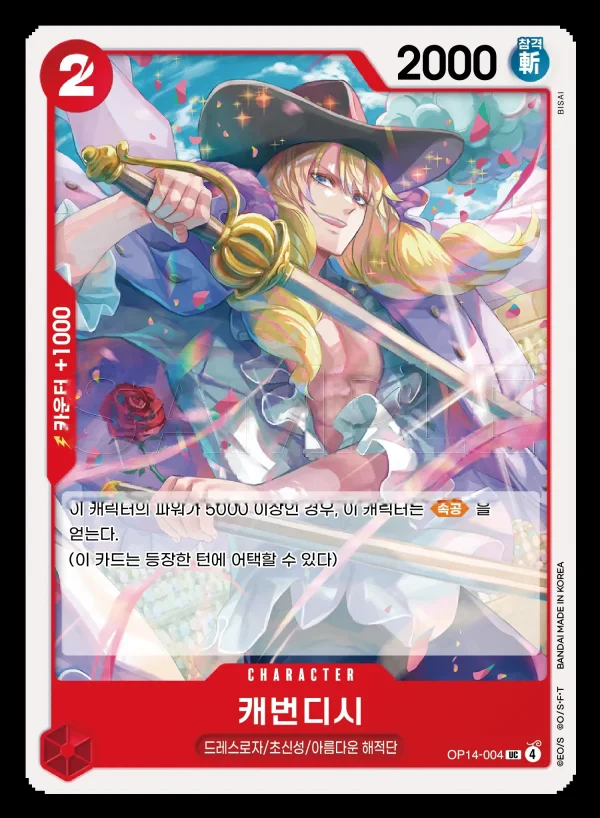 2
2000
참격
斬
BISAI
카운터 +1000
SAMPLE
이 캐릭터의 파워가 5000 이상인 경우, 이 캐릭터는 속공 을
얻는다.
(이 카드는 등장한 턴에 어택할 수 있다)
CHARACTER
캐번디시
드레스로자/초신성/아름다운 해적단
OP14-004 UC 4
©EO/S ©O/S·F·T BANDAI MADE IN KOREA